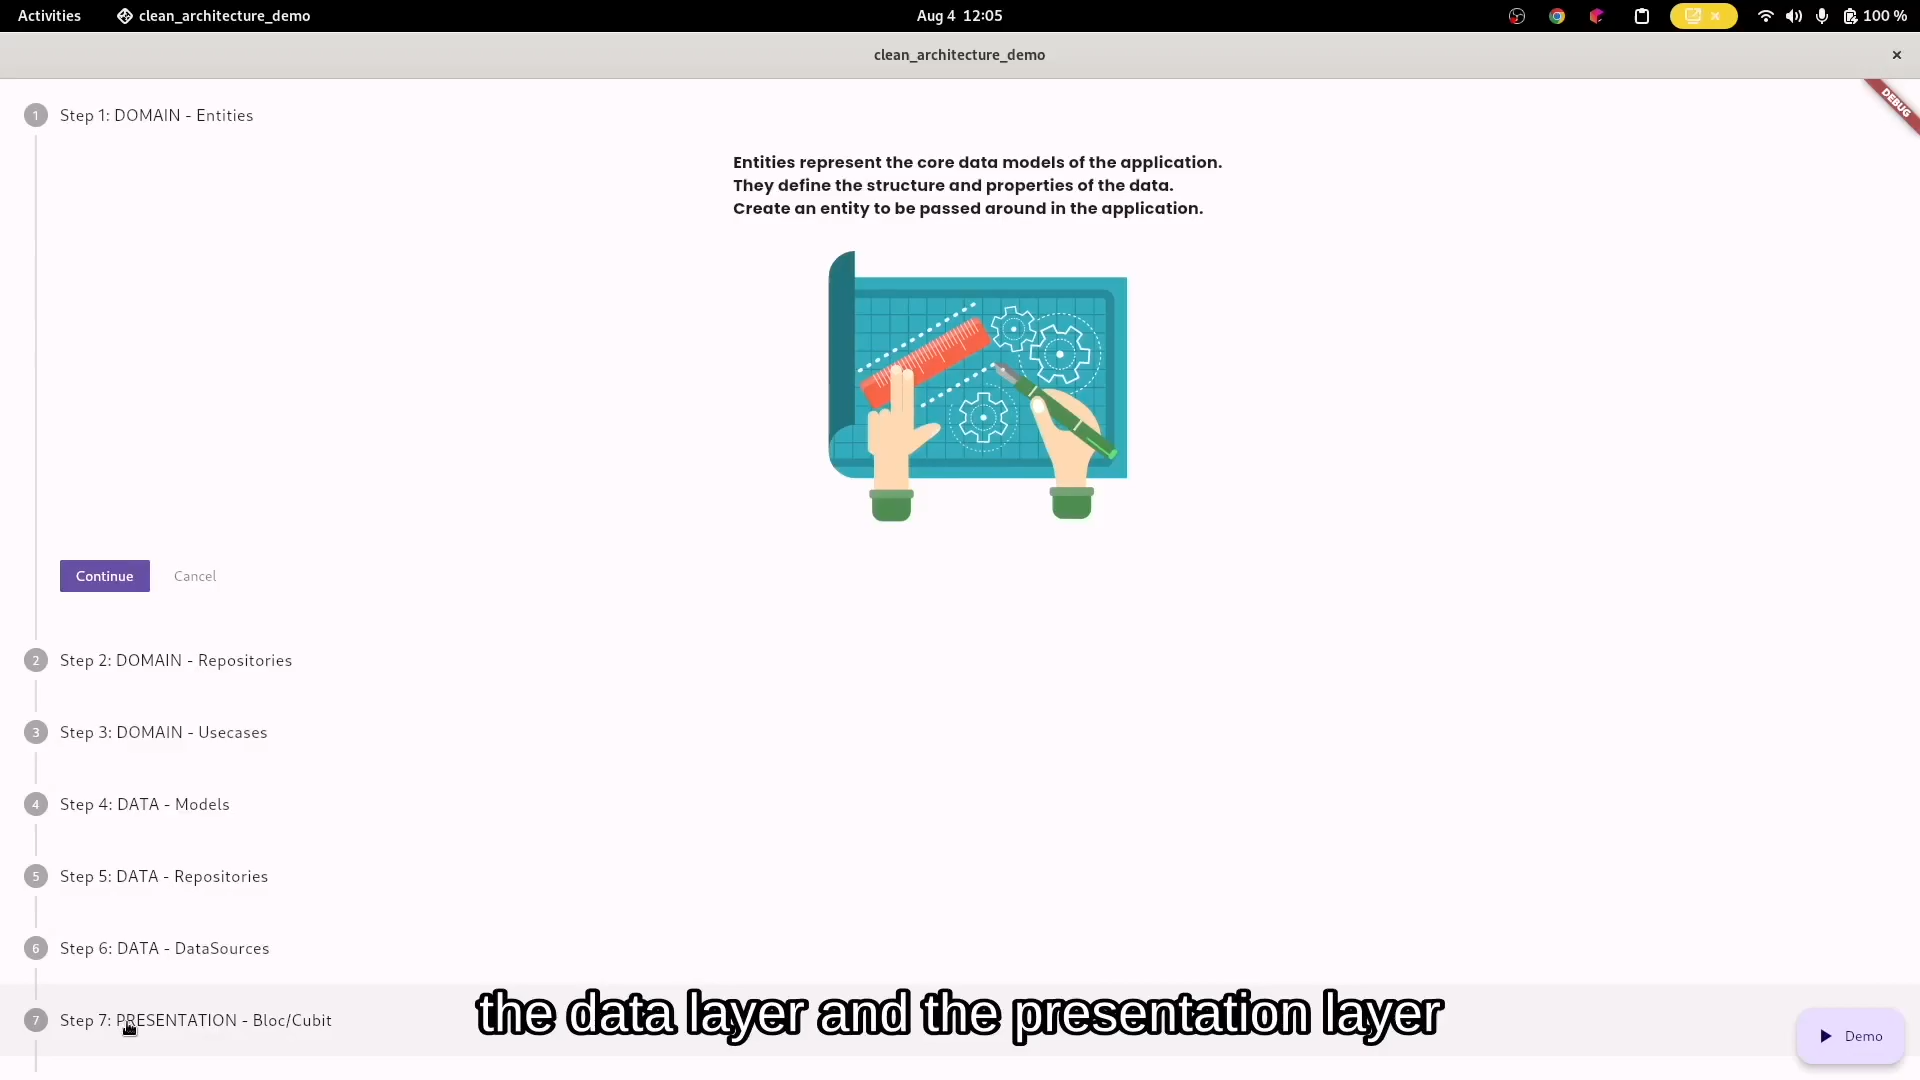 Activities
clean_architecture_demo
Aug 4 12:05
100 %
clean_architecture_demo
DEBUG
1
Step 1: DOMAIN - Entities
Entities represent the core data models of the application.
They define the structure and properties of the data.
Create an entity to be passed around in the application.
Continue
Cancel
2
Step 2: DOMAIN - Repositories
3
Step 3: DOMAIN - Usecases
4
Step 4: DATA - Models
5
Step 5: DATA - Repositories
6
Step 6: DATA - DataSources
7
Step 7: PRESENTATION - Bloc/Cubit
the data layer and the presentation layer
Demo